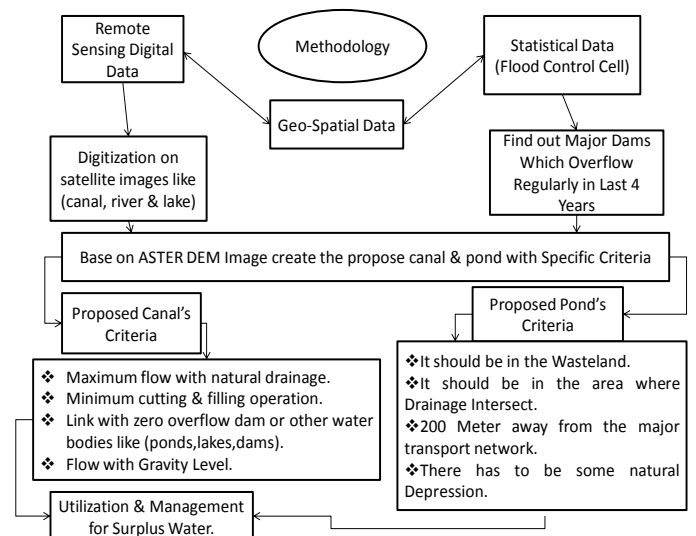 Remote
Sensing Digital
Data
Methodology
Statistical Data
(Flood Control Cell)
Geo-Spatial Data
Digitization on
satellite images like
(canal, river & lake)
Find out Major Dams
Which Overflow
Regularly in Last 4
Years
Base on ASTER DEM Image create the propose canal & pond with Specific Criteria
Proposed Canal's
Criteria
Proposed Pond's
Criteria
❖ Maximum flow with natural drainage.
❖ Minimum cutting & filling operation.
❖ Link with zero overflow dam or other water
bodies like (ponds,lakes,dams).
❖ Flow with Gravity Level.
❖It should be in the Wasteland.
❖It should be in the area where
Drainage Intersect.
❖200 Meter away from the major
transport network.
❖There has to be some natural
Depression.
Utilization & Management
for Surplus Water.